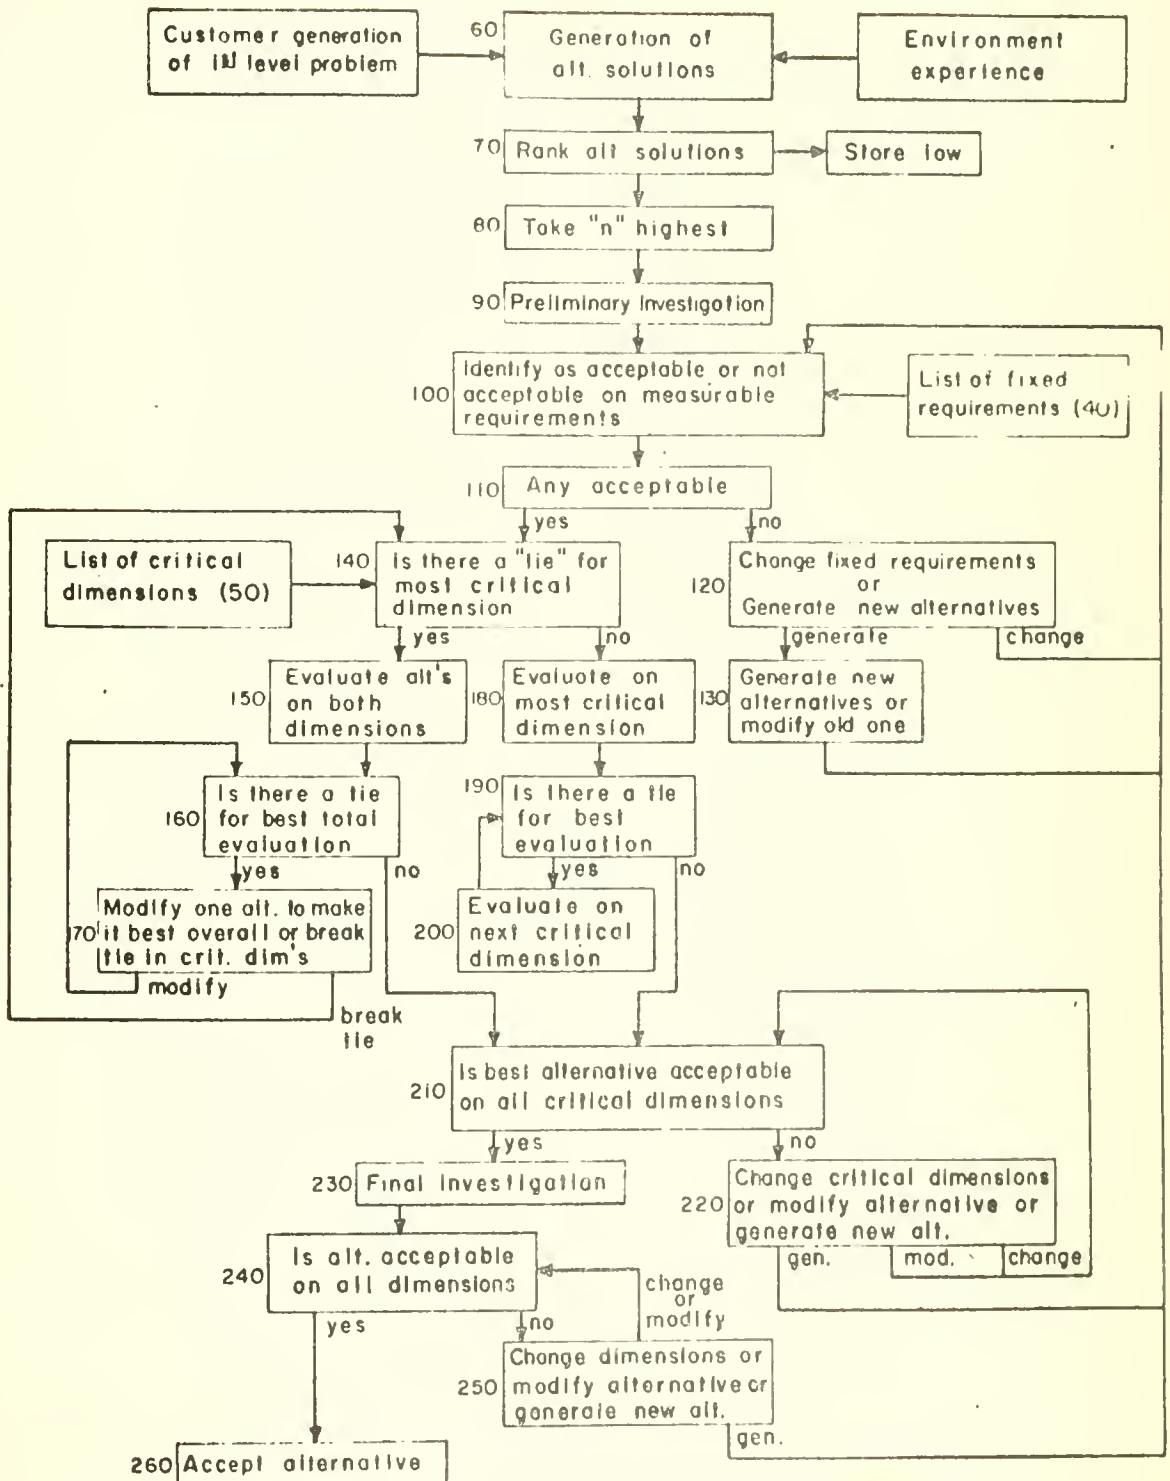 Customer generation
of 1st level problem
60
Generation of
alt. solutions
Environment
experience
70
Rank alt solutions
Store low
80
Take "n" highest
90
Preliminary Investigation
100
Identify as acceptable or not
acceptable on measurable
requirements
List of fixed
requirements (40)
110
Any acceptable
yes
no
List of critical
dimensions (50)
140
Is there a "tie" for
most critical
dimension
120
Change fixed requirements
or
Generate new alternatives
yes
no
generate
change
150
Evaluate alt's
on both
dimensions
180
Evaluate on
most critical
dimension
130
Generate new
alternatives or
modify old one
160
Is there a tie
for best total
evaluation
190
Is there a tie
for best
evaluation
yes
no
yes
no
170
Modify one alt. to make
it best overall or break
tie in crit. dim's
200
Evaluate on
next critical
dimension
modify
break
tie
210
Is best alternative acceptable
on all critical dimensions
yes
no
230
Final investigation
220
Change critical dimensions
or modify alternative or
generate new alt.
gen.
mod.
change
240
Is alt. acceptable
on all dimensions
change
or
modify
yes
no
250
Change dimensions or
modify alternative or
generate new alt.
gen.
260
Accept alternative